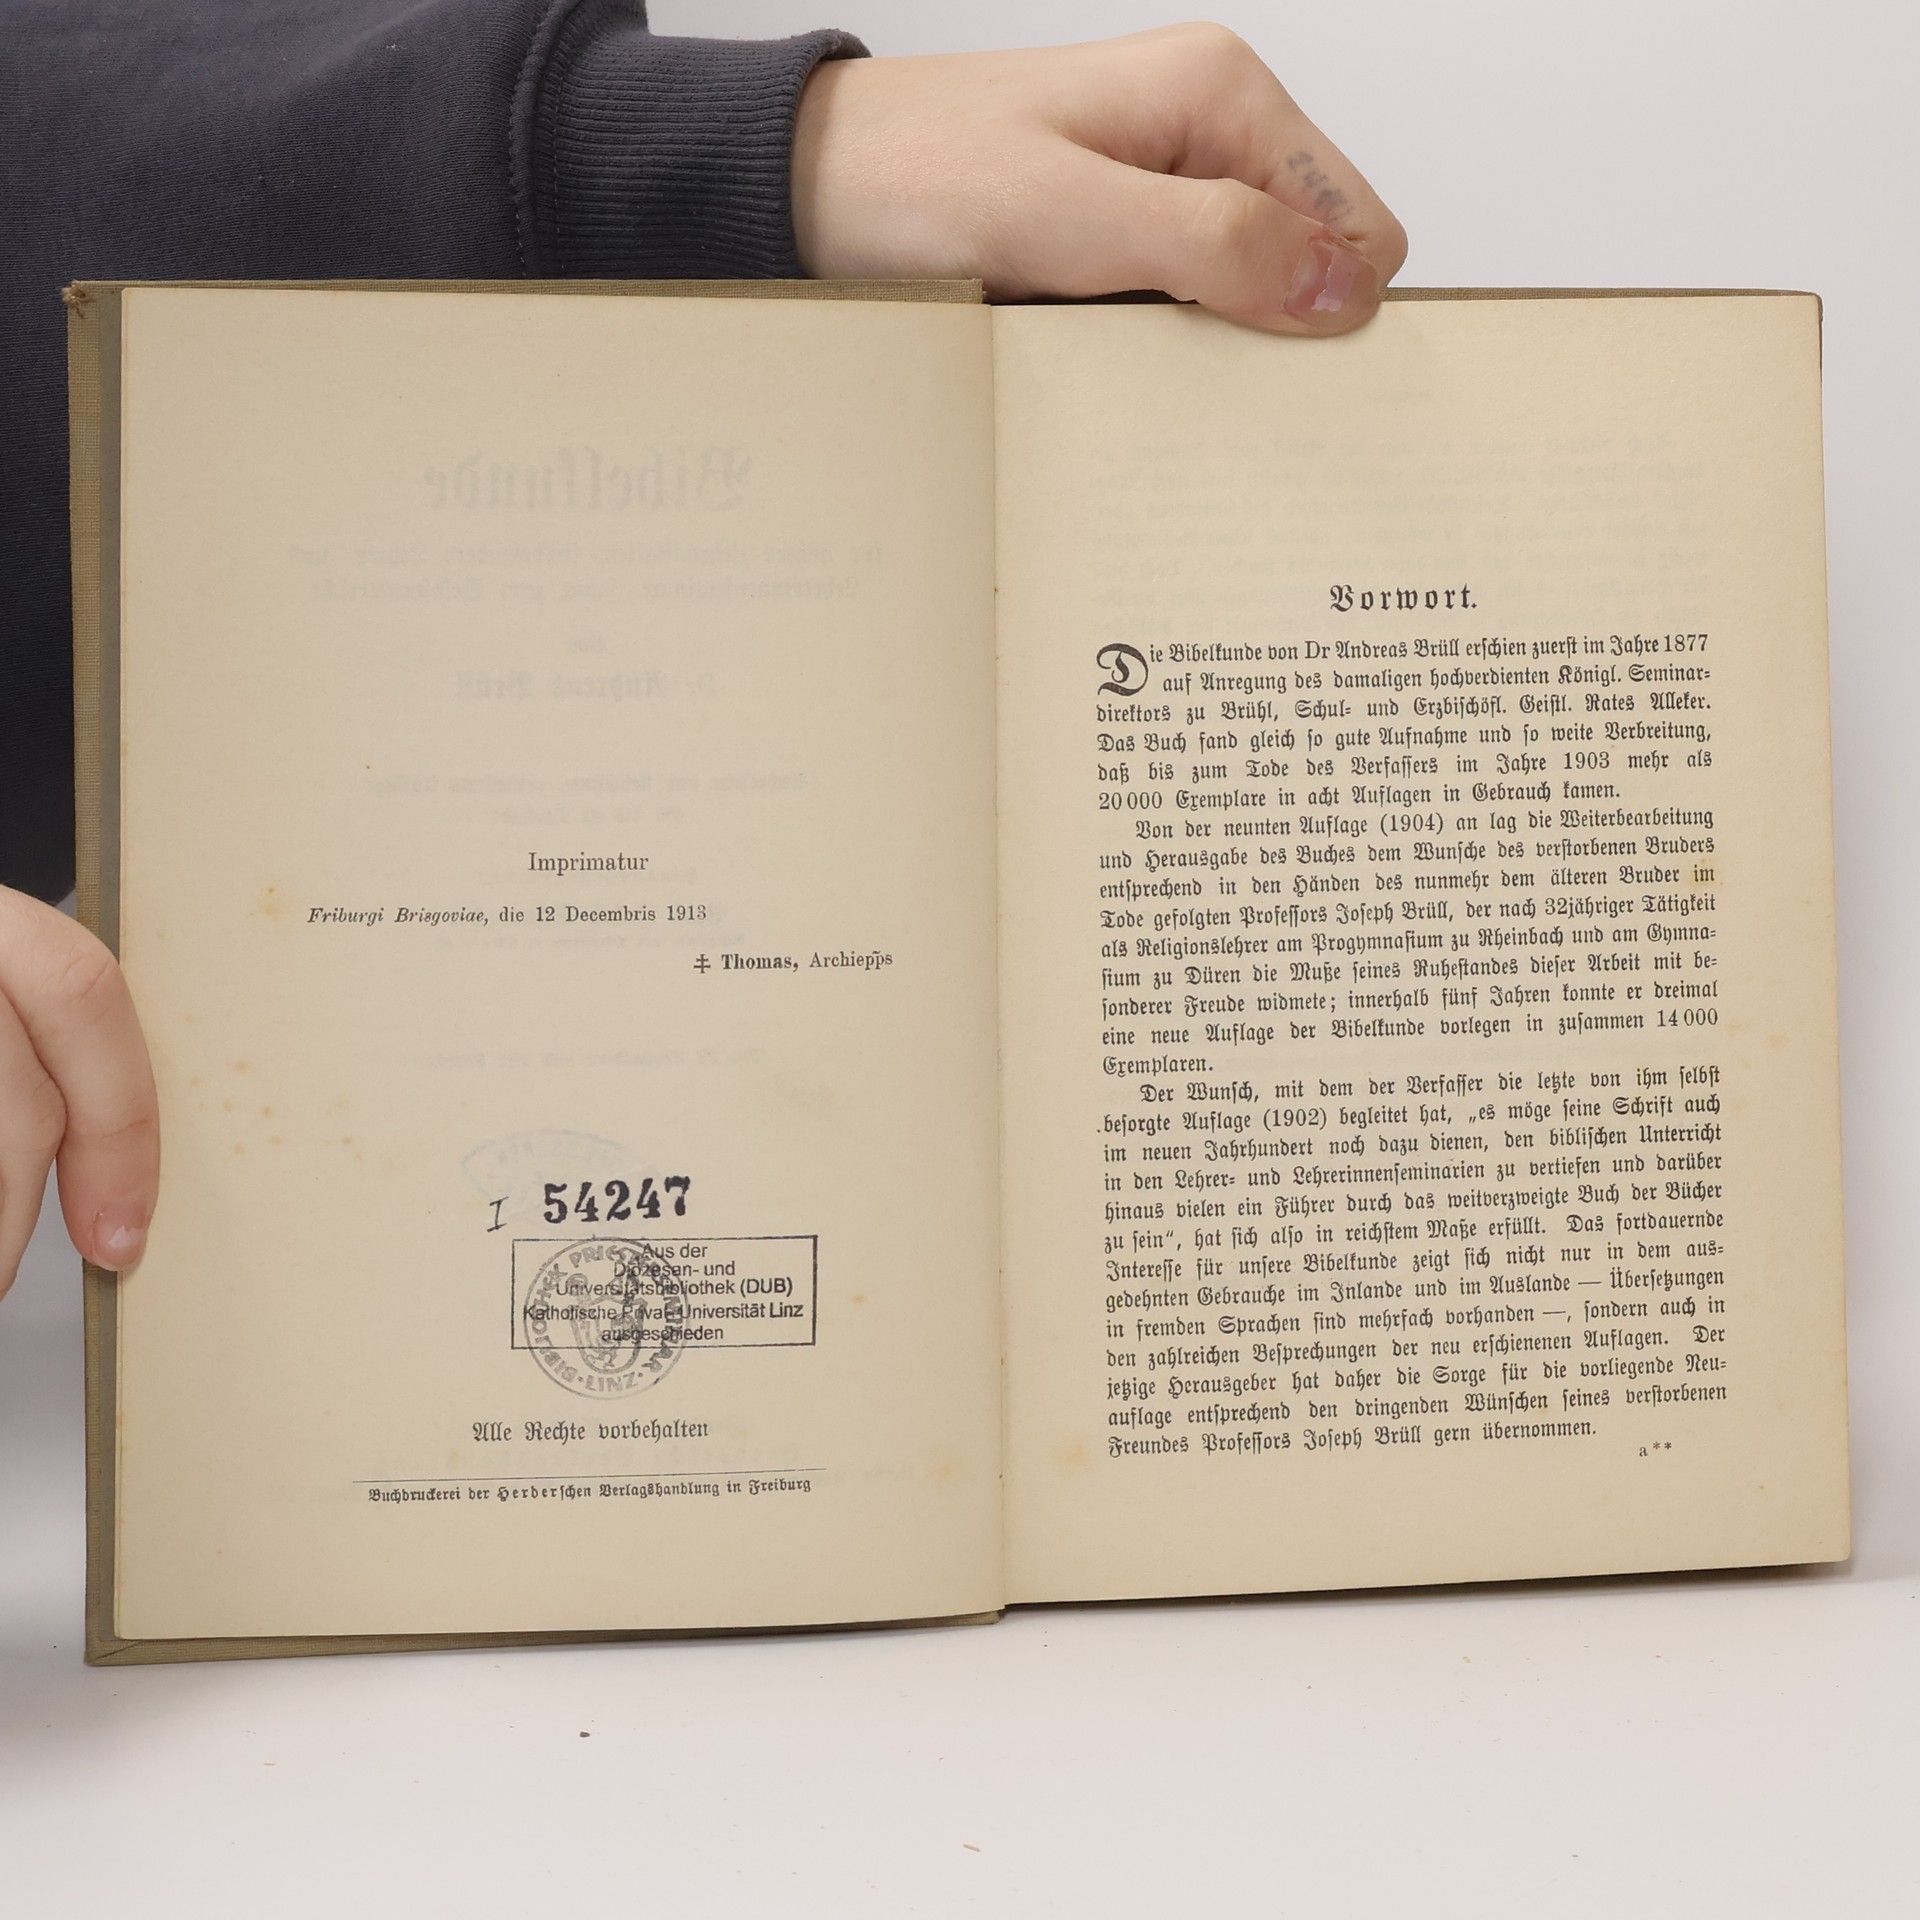 Imprimatur
Friburgi Brisgoviae, die 12 Decembris 1913
‡ Thomas, Archiepp̃s
I 54247
Aus der
Diözesan- und
Universitätsbibliothek (DUB)
Katholische Privat-Universität Linz
ausgeschieden
BIBLIOTHEK PRIESTERSEMINAR · LINZ ·
Alle Rechte vorbehalten
Buchdruckerei der Herderschen Verlagshandlung in Freiburg
Vorwort.
Die Bibelkunde von Dr Andreas Brüll erschien zuerst im Jahre 1877
auf Anregung des damaligen hochverdienten Königl. Seminar-
direktors zu Brühl, Schul- und Erzbischöfl. Geistl. Rates Alleker.
Das Buch fand gleich so gute Aufnahme und so weite Verbreitung,
daß bis zum Tode des Verfassers im Jahre 1903 mehr als
20 000 Exemplare in acht Auflagen in Gebrauch kamen.
Von der neunten Auflage (1904) an lag die Weiterbearbeitung
und Herausgabe des Buches dem Wunsche des verstorbenen Bruders
entsprechend in den Händen des nunmehr dem älteren Bruder im
Tode gefolgten Professors Joseph Brüll, der nach 32jähriger Tätigkeit
als Religionslehrer am Progymnasium zu Rheinbach und am Gymna-
sium zu Düren die Muße seines Ruhestandes dieser Arbeit mit be-
sonderer Freude widmete; innerhalb fünf Jahren konnte er dreimal
eine neue Auflage der Bibelkunde vorlegen in zusammen 14 000
Exemplaren.
Der Wunsch, mit dem der Verfasser die letzte von ihm selbst
besorgte Auflage (1902) begleitet hat, „es möge seine Schrift auch
im neuen Jahrhundert noch dazu dienen, den biblischen Unterricht
in den Lehrer- und Lehrerinnenseminarien zu vertiefen und darüber
hinaus vielen ein Führer durch das weitverzweigte Buch der Bücher
zu sein“, hat sich also in reichstem Maße erfüllt. Das fortdauernde
Interesse für unsere Bibelkunde zeigt sich nicht nur in dem aus-
gedehnten Gebrauche im Inlande und im Auslande — Übersetzungen
in fremden Sprachen sind mehrfach vorhanden —, sondern auch in
den zahlreichen Besprechungen der neu erschienenen Auflagen. Der
jetzige Herausgeber hat daher die Sorge für die vorliegende Neu-
auflage entsprechend den dringenden Wünschen seines verstorbenen
Freundes Professors Joseph Brüll gern übernommen.
a**